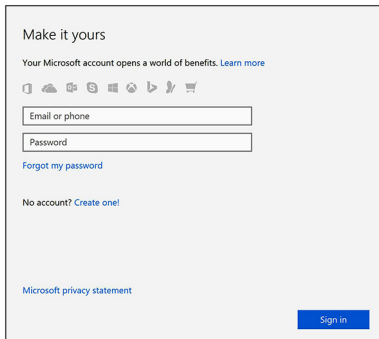 Make it yours
Your Microsoft account opens a world of benefits. Learn more
Email or phone
Password
Forgot my password
No account? Create one!
Microsoft privacy statement
Sign in